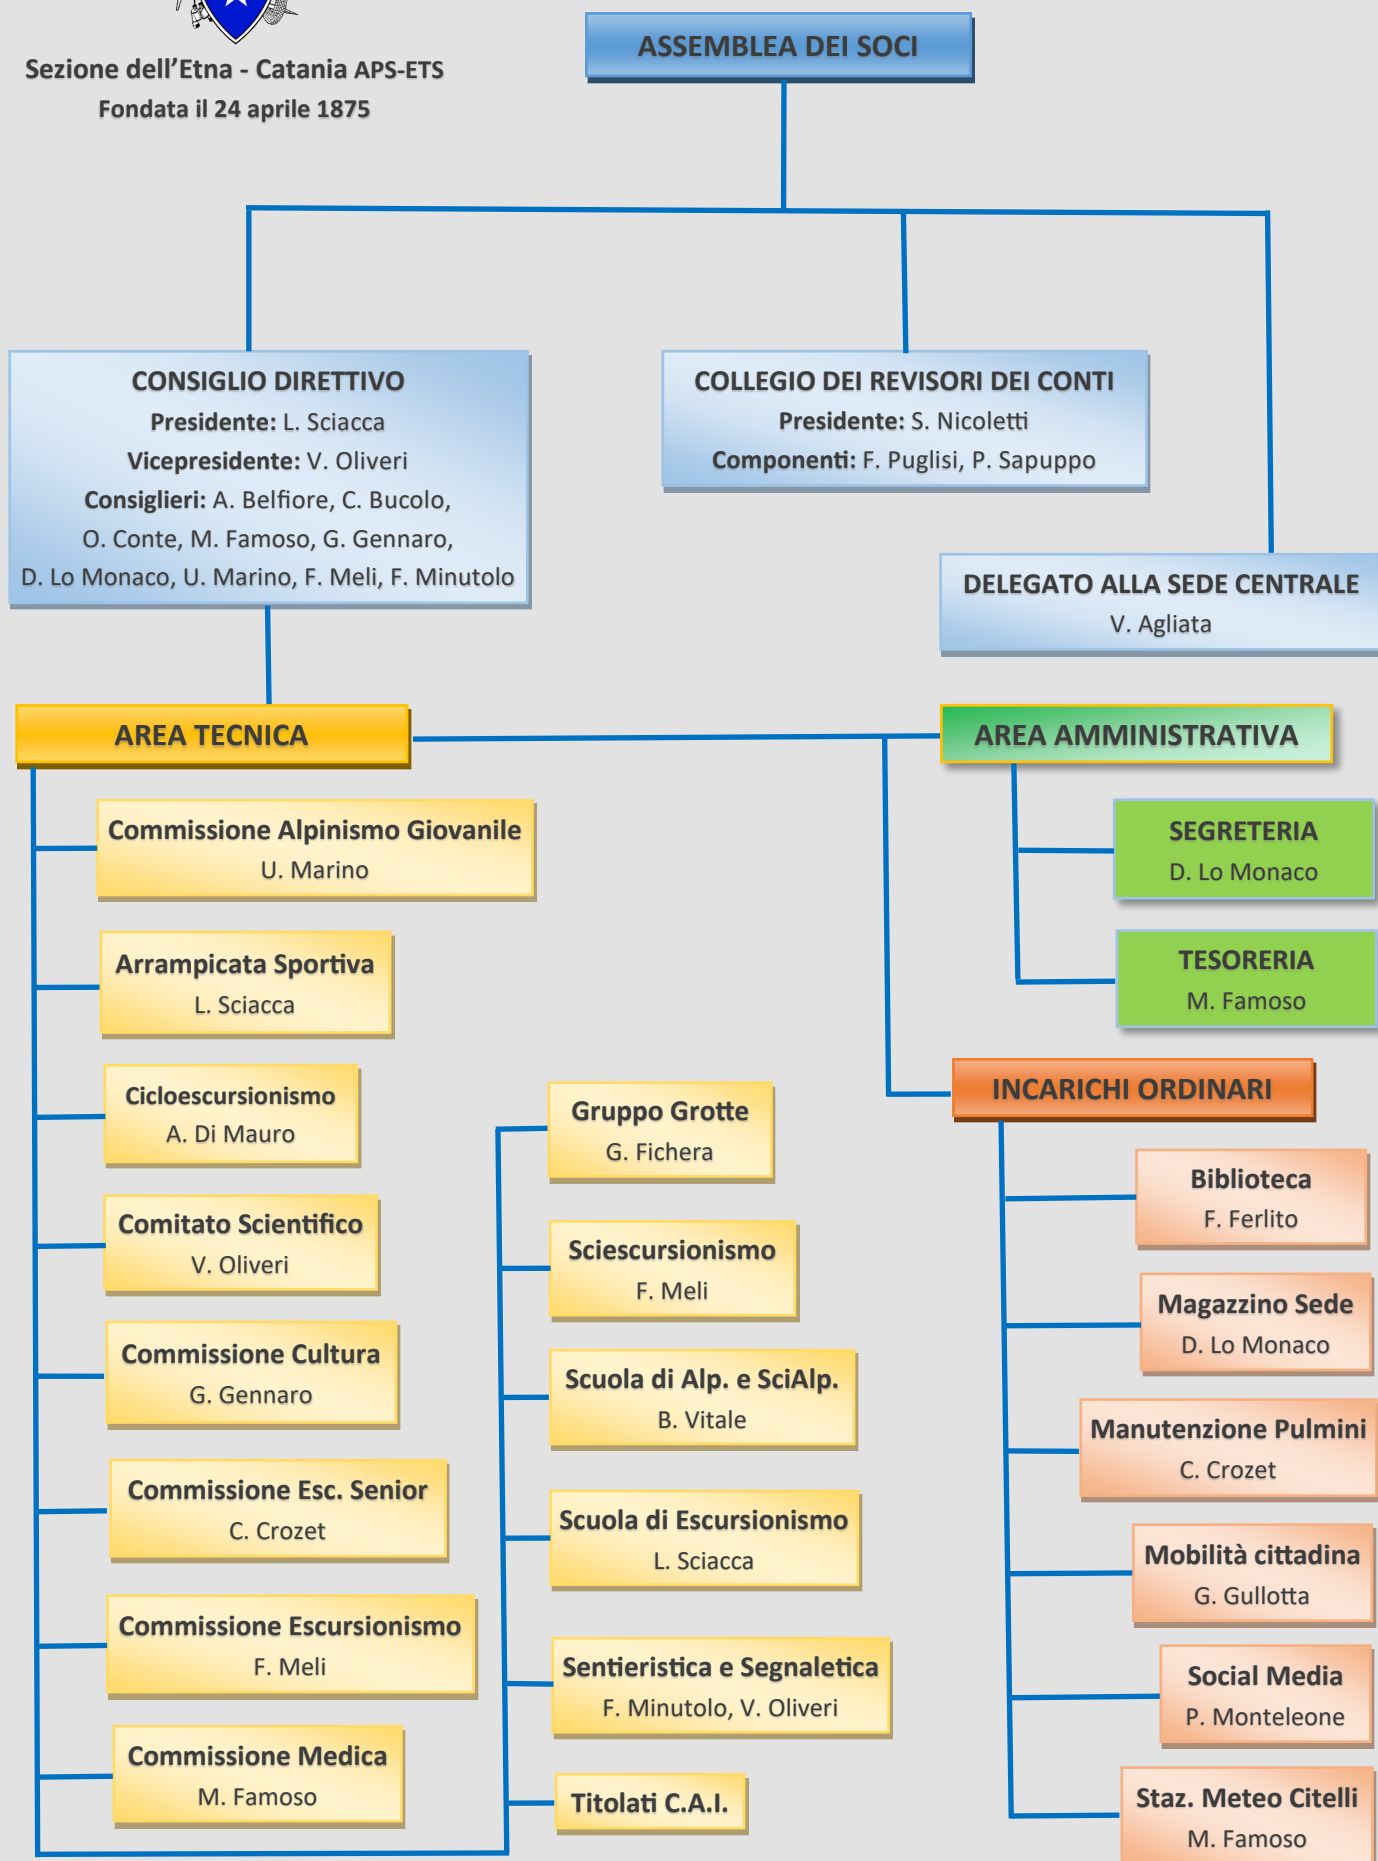 Sezione dell'Etna - Catania APS-ETS
Fondata il 24 aprile 1875
ASSEMBLEA DEI SOCI
CONSIGLIO DIRETTIVO
Presidente: L. Sciacca
Vicepresidente: V. Oliveri
Consiglieri: A. Belfiore, C. Bucolo,
O. Conte, M. Famoso, G. Gennaro,
D. Lo Monaco, U. Marino, F. Meli, F. Minutolo
COLLEGIO DEI REVISORI DEI CONTI
Presidente: S. Nicoletti
Componenti: F. Puglisi, P. Sapuppo
DELEGATO ALLA SEDE CENTRALE
V. Agliata
AREA TECNICA
Commissione Alpinismo Giovanile
U. Marino
Arrampicata Sportiva
L. Sciacca
Cicloescursionismo
A. Di Mauro
Comitato Scientifico
V. Oliveri
Commissione Cultura
G. Gennaro
Commissione Esc. Senior
C. Crozet
Commissione Escursionismo
F. Meli
Commissione Medica
M. Famoso
Gruppo Grotte
G. Fichera
Sciescursionismo
F. Meli
Scuola di Alp. e SciAlp.
B. Vitale
Scuola di Escursionismo
L. Sciacca
Sentieristica e Segnaletica
F. Minutolo, V. Oliveri
Titolati C.A.I.
AREA AMMINISTRATIVA
SEGRETERIA
D. Lo Monaco
TESORERIA
M. Famoso
INCARICHI ORDINARI
Biblioteca
F. Ferlito
Magazzino Sede
D. Lo Monaco
Manutenzione Pulmini
C. Crozet
Mobilità cittadina
G. Gullotta
Social Media
P. Monteleone
Staz. Meteo Citelli
M. Famoso